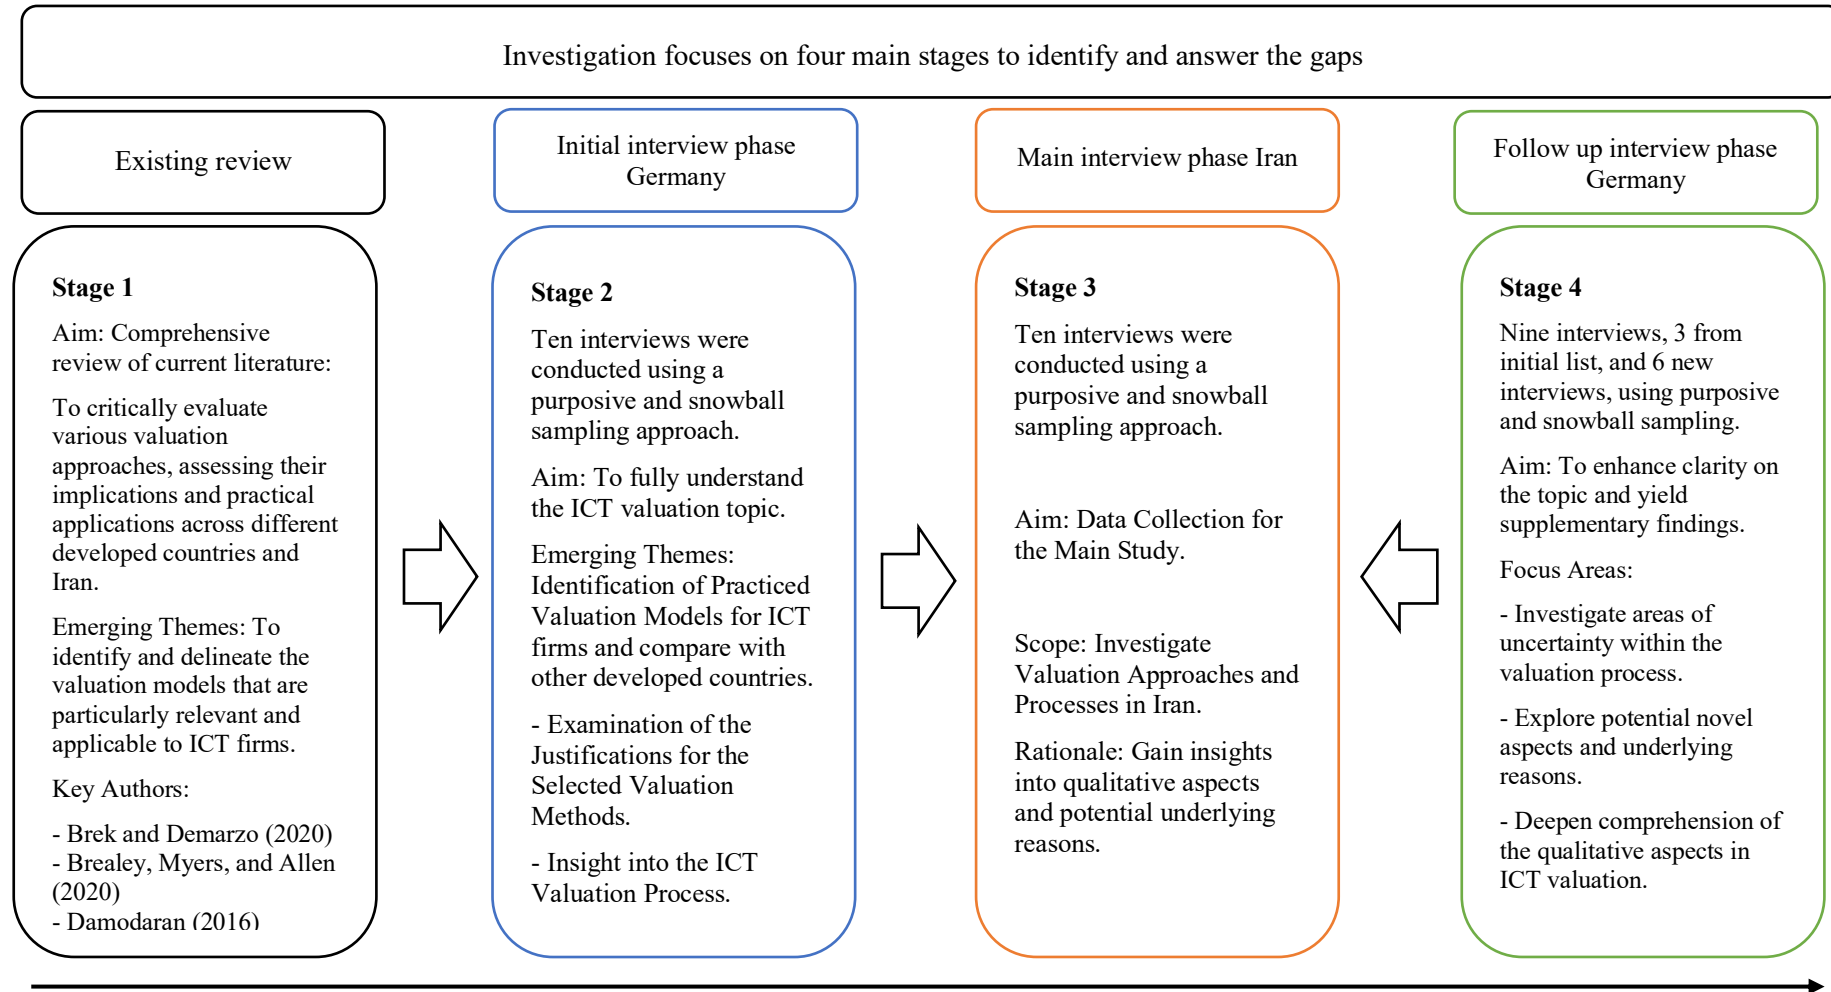 Investigation focuses on four main stages to identify and answer the gaps
Existing review
Initial interview phase
Germany
Main interview phase Iran
Follow up interview phase
Germany
Stage 1
Aim: Comprehensive
review of current literature:
To critically evaluate
various valuation
approaches, assessing their
implications and practical
applications across different
developed countries and
Iran.
Emerging Themes: To
identify and delineate the
valuation models that are
particularly relevant and
applicable to ICT firms.
Key Authors:
- Brek and Demarzo (2020)
- Brealey, Myers, and Allen
(2020)
- Damodaran (2016)
Stage 2
Ten interviews were
conducted using a
purposive and snowball
sampling approach.
Aim: To fully understand
the ICT valuation topic.
Emerging Themes:
Identification of Practiced
Valuation Models for ICT
firms and compare with
other developed countries.
- Examination of the
Justifications for the
Selected Valuation
Methods.
- Insight into the ICT
Valuation Process.
Stage 3
Ten interviews were
conducted using a
purposive and snowball
sampling approach.
Aim: Data Collection for
the Main Study.
Scope: Investigate
Valuation Approaches and
Processes in Iran.
Rationale: Gain insights
into qualitative aspects
and potential underlying
reasons.
Stage 4
Nine interviews, 3 from
initial list, and 6 new
interviews, using purposive
and snowball sampling.
Aim: To enhance clarity on
the topic and yield
supplementary findings.
Focus Areas:
- Investigate areas of
uncertainty within the
valuation process.
- Explore potential novel
aspects and underlying
reasons.
- Deepen comprehension of
the qualitative aspects in
ICT valuation.